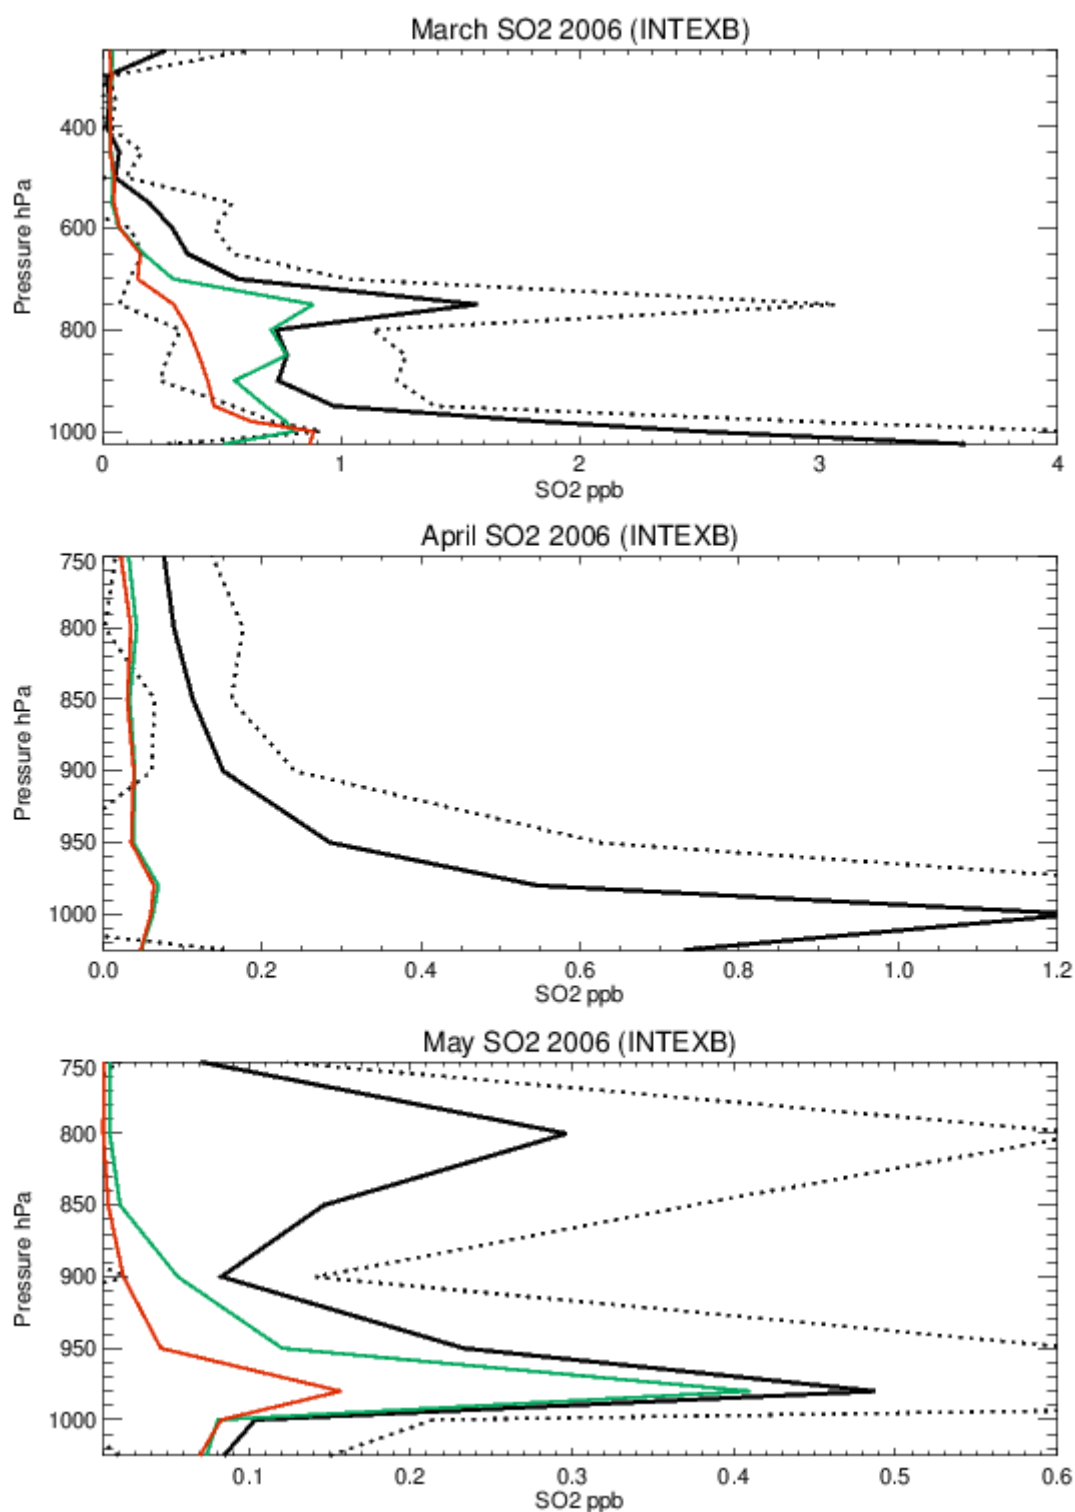 March SO2 2006 (INTEXB)
Pressure hPa
400
600
800
1000
0 1 2 3 4
SO2 ppb
April SO2 2006 (INTEXB)
Pressure hPa
750
800
850
900
950
1000
0.0 0.2 0.4 0.6 0.8 1.0 1.2
SO2 ppb
May SO2 2006 (INTEXB)
Pressure hPa
750
800
850
900
950
1000
0.1 0.2 0.3 0.4 0.5 0.6
SO2 ppb